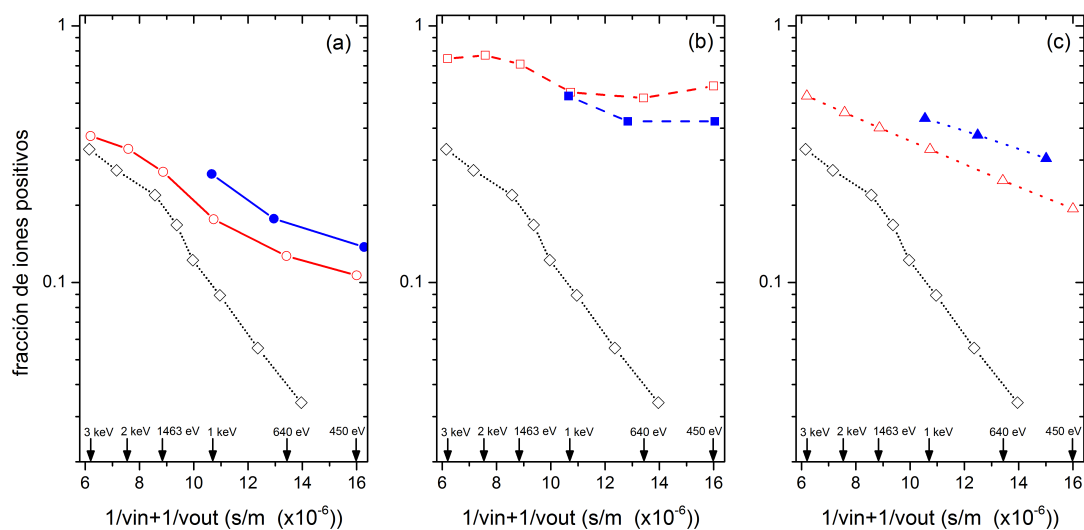 (a)
(b)
(c)
fracción de iones positivos
1
0.1
1
0.1
1
0.1
3 keV 2 keV 1463 eV 1 keV 640 eV 450 eV
3 keV 2 keV 1463 eV 1 keV 640 eV 450 eV
3 keV 2 keV 1463 eV 1 keV 640 eV 450 eV
6 8 10 12 14 16
6 8 10 12 14 16
6 8 10 12 14 16
1/vin+1/vout (s/m (x10⁻⁶))
1/vin+1/vout (s/m (x10⁻⁶))
1/vin+1/vout (s/m (x10⁻⁶))